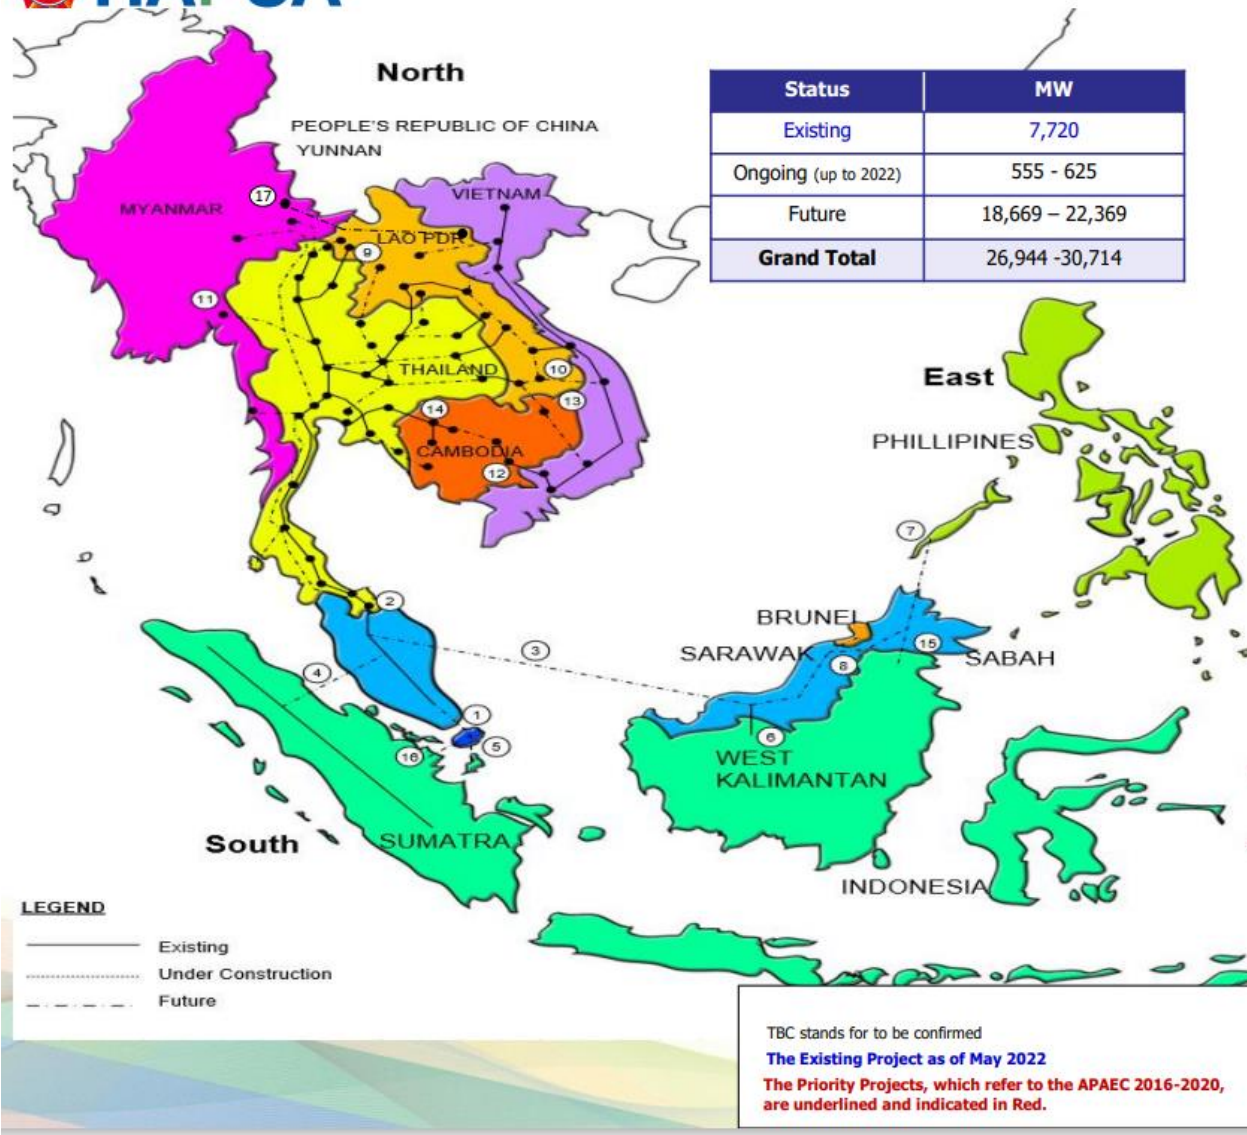 North
PEOPLE'S REPUBLIC OF CHINA
YUNNAN
Status MW
Existing 7,720
Ongoing (up to 2022) 555 - 625
Future 18,669 – 22,369
Grand Total 26,944 -30,714
VIETNAM
17
MYANMAR
LAO PDR
9
11
THAILAND
10
East
14
13
PHILLIPINES
CAMBODIA
12
7
2
BRUNEI
3
SARAWAK
15
SABAH
8
4
1
5
16
6
WEST
KALIMANTAN
South
SUMATRA
INDONESIA
LEGEND
Existing
Under Construction
Future
TBC stands for to be confirmed
The Existing Project as of May 2022
The Priority Projects, which refer to the APAEC 2016-2020,
are underlined and indicated in Red.